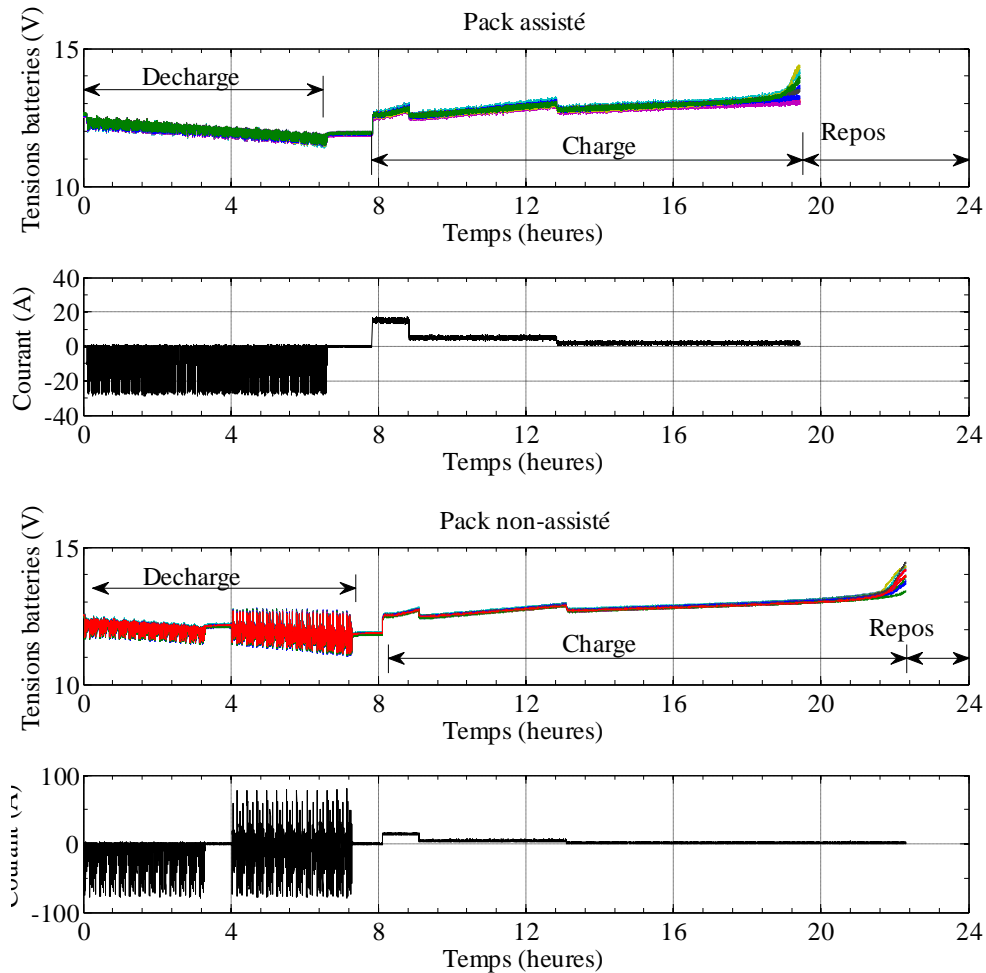 Pack assisté
Tensions batteries (V)
15
10
Decharge
Charge
Repos
0 4 8 12 16 20 24
Temps (heures)
Courant (A)
40
20
0
-20
-40
0 4 8 12 16 20 24
Temps (heures)
Pack non-assisté
Tensions batteries (V)
15
10
Decharge
Charge
Repos
0 4 8 12 16 20 24
Temps (heures)
Courant (A)
100
0
-100
0 4 8 12 16 20 24
Temps (heures)